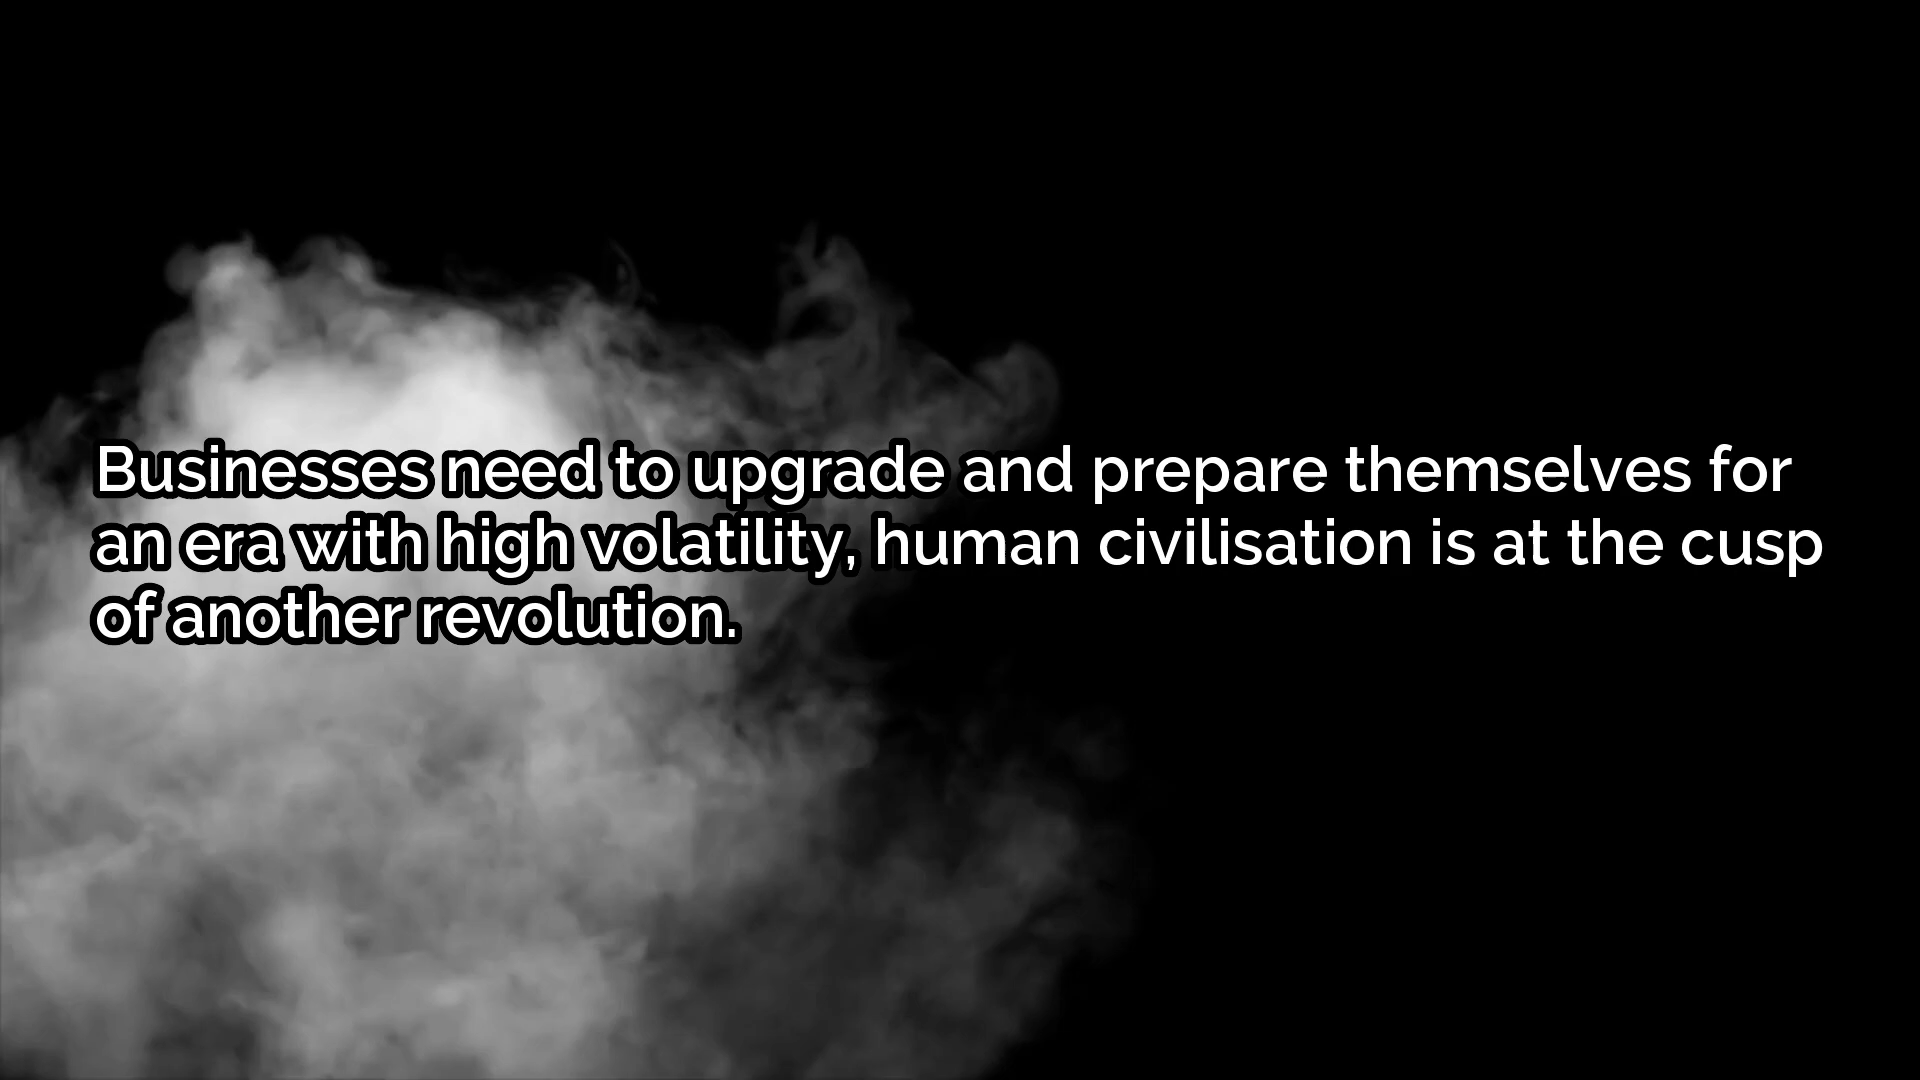 Businesses need to upgrade and prepare themselves for
an era with high volatility, human civilisation is at the cusp
of another revolution.